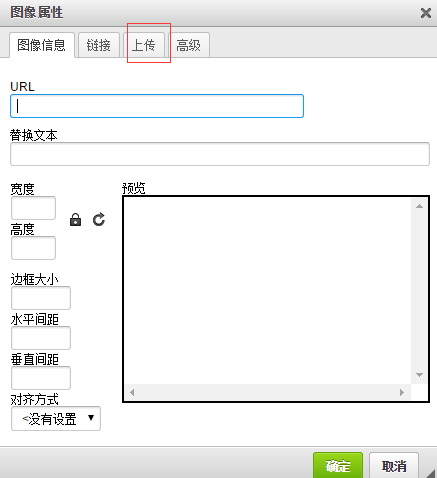 图像属性
图像信息 链接 上传 高级
URL
替换文本
宽度
预览
高度
边框大小
水平间距
垂直间距
对齐方式
<没有设置
确定 取消